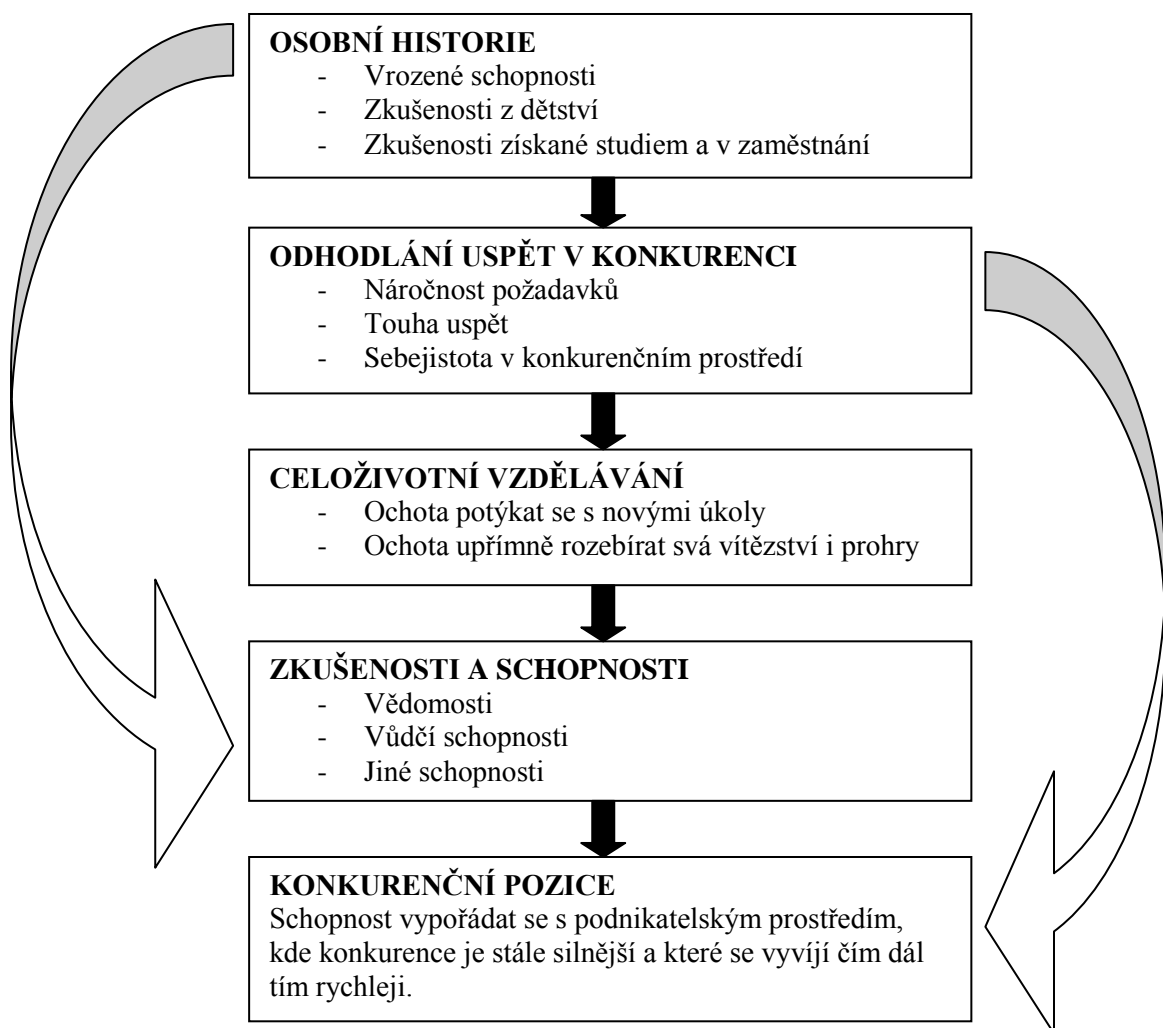 OSOBNÍ HISTORIE
- Vrozené schopnosti
- Zkušenosti z dětství
- Zkušenosti získané studiem a v zaměstnání
ODHODLÁNÍ USPĚT V KONKURENCI
- Náročnost požadavků
- Touha uspět
- Sebejistota v konkurenčním prostředí
CELOŽIVOTNÍ VZDĚLÁVÁNÍ
- Ochota potýkat se s novými úkoly
- Ochota upřímně rozebírat svá vítězství i prohry
ZKUŠENOSTI A SCHOPNOSTI
- Vědomosti
- Vůdčí schopnosti
- Jiné schopnosti
KONKURENČNÍ POZICE
Schopnost vypořádat se s podnikatelským prostředím,
kde konkurence je stále silnější a které se vyvíjí čím dál
tím rychleji.